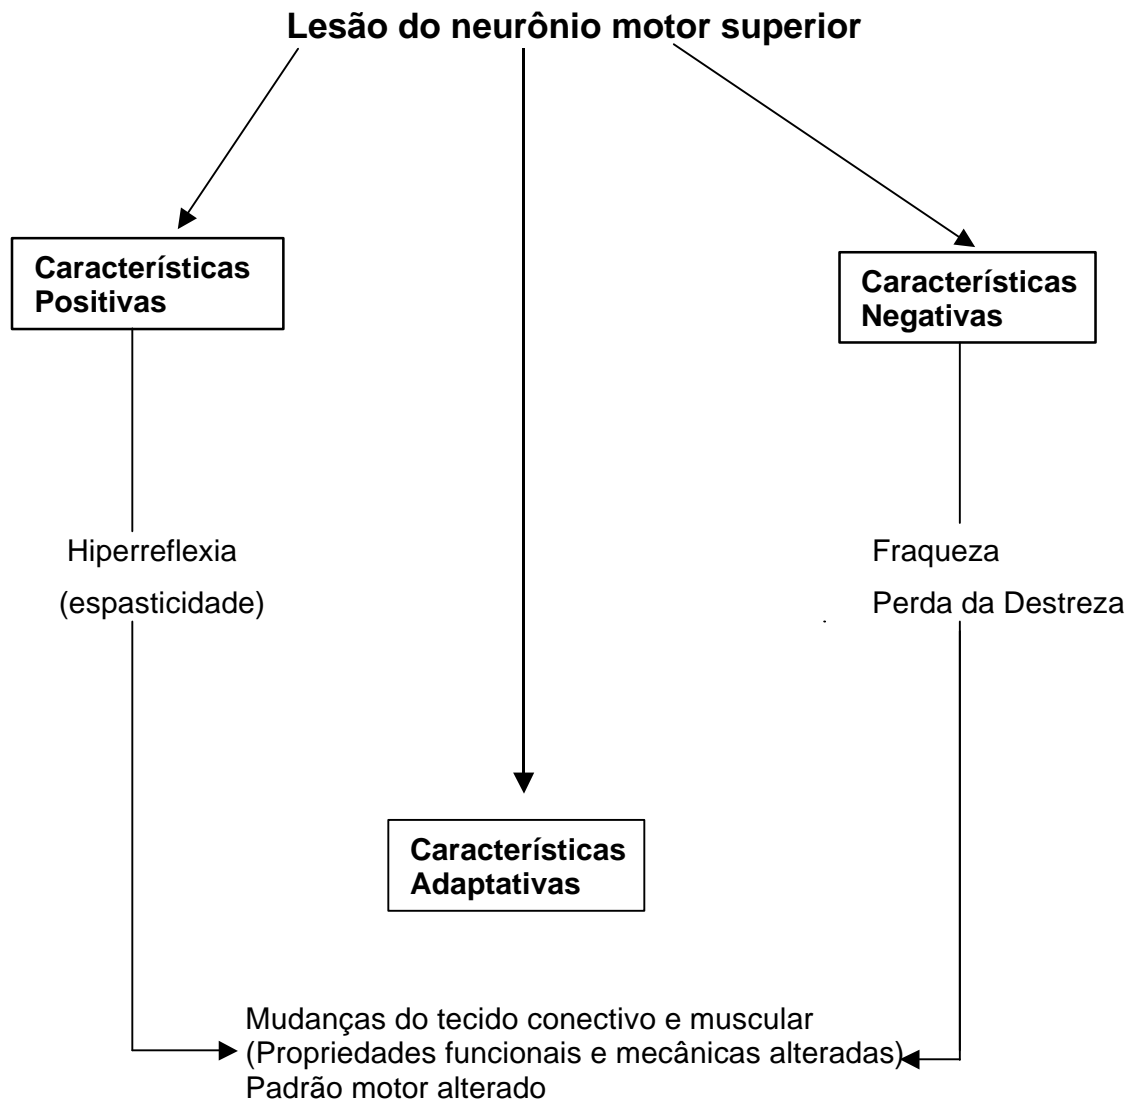 Lesão do neurônio motor superior
Características
Positivas
Características
Negativas
Hiperreflexia
(espasticidade)
Fraqueza
Perda da Destreza
Características
Adaptativas
Mudanças do tecido conectivo e muscular
(Propriedades funcionais e mecânicas alteradas)
Padrão motor alterado